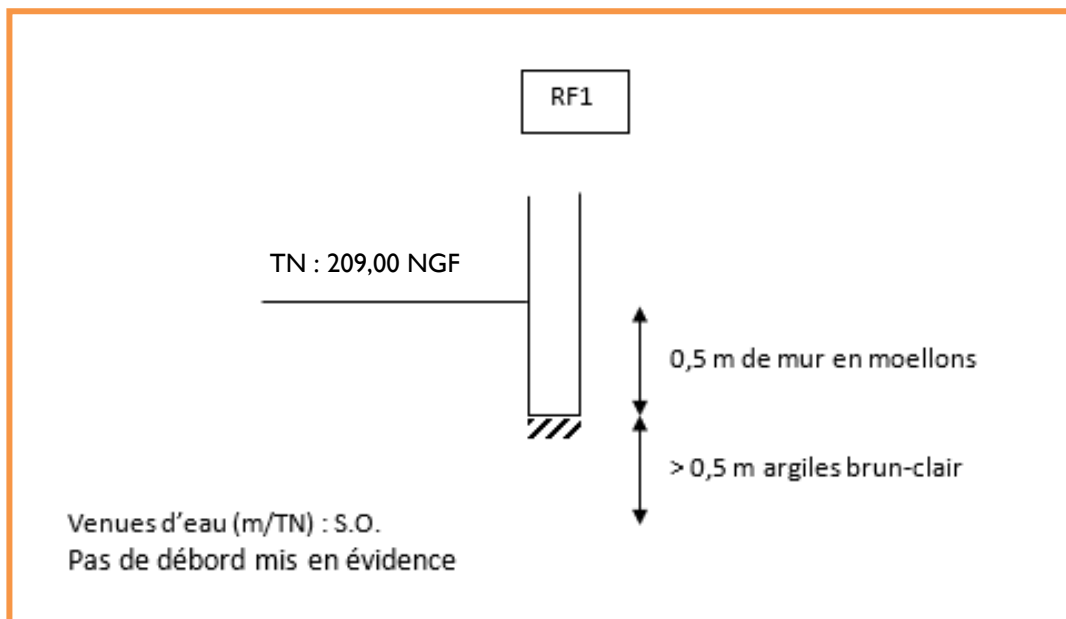 RF1
TN : 209,00 NGF
0,5 m de mur en moellons
> 0,5 m argiles brun-clair
Venues d'eau (m/TN) : S.O.
Pas de débord mis en évidence